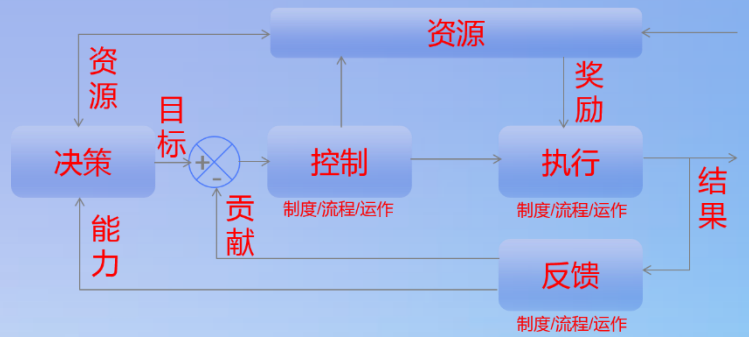 资源
资源
奖励
目标
决策
+
-
控制
执行
制度/流程/运作
制度/流程/运作
结果
贡献
能力
反馈
制度/流程/运作